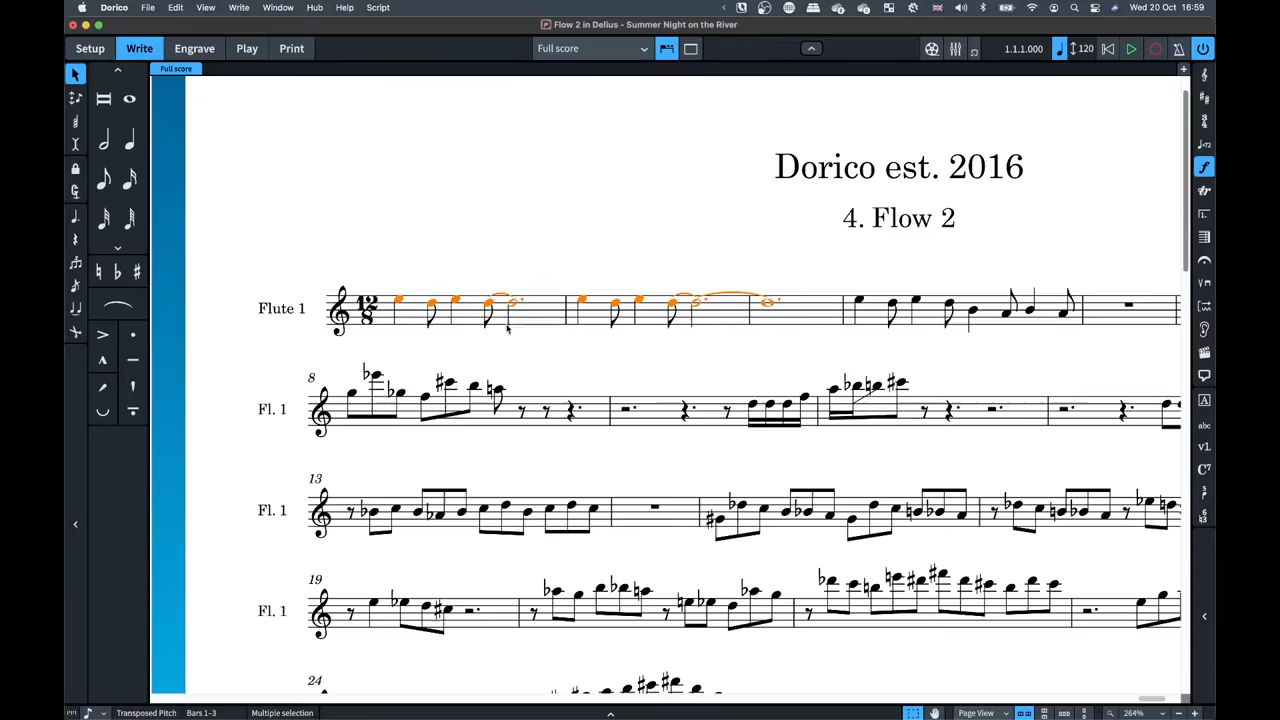 Dorico File Edit View Write Window Hub Help Script Wed 20 Oct 16:59
Flow 2 in Delius - Summer Night on the River
Setup Write Engrave Play Print Full score 1.1.1.000 120
Full score
Dorico est. 2016
4. Flow 2
Flute 1 12 8
8
Fl. 1
13
Fl. 1
19
Fl. 1
24
Transposed Pitch Bars 1–3 Multiple selection Page View 264%